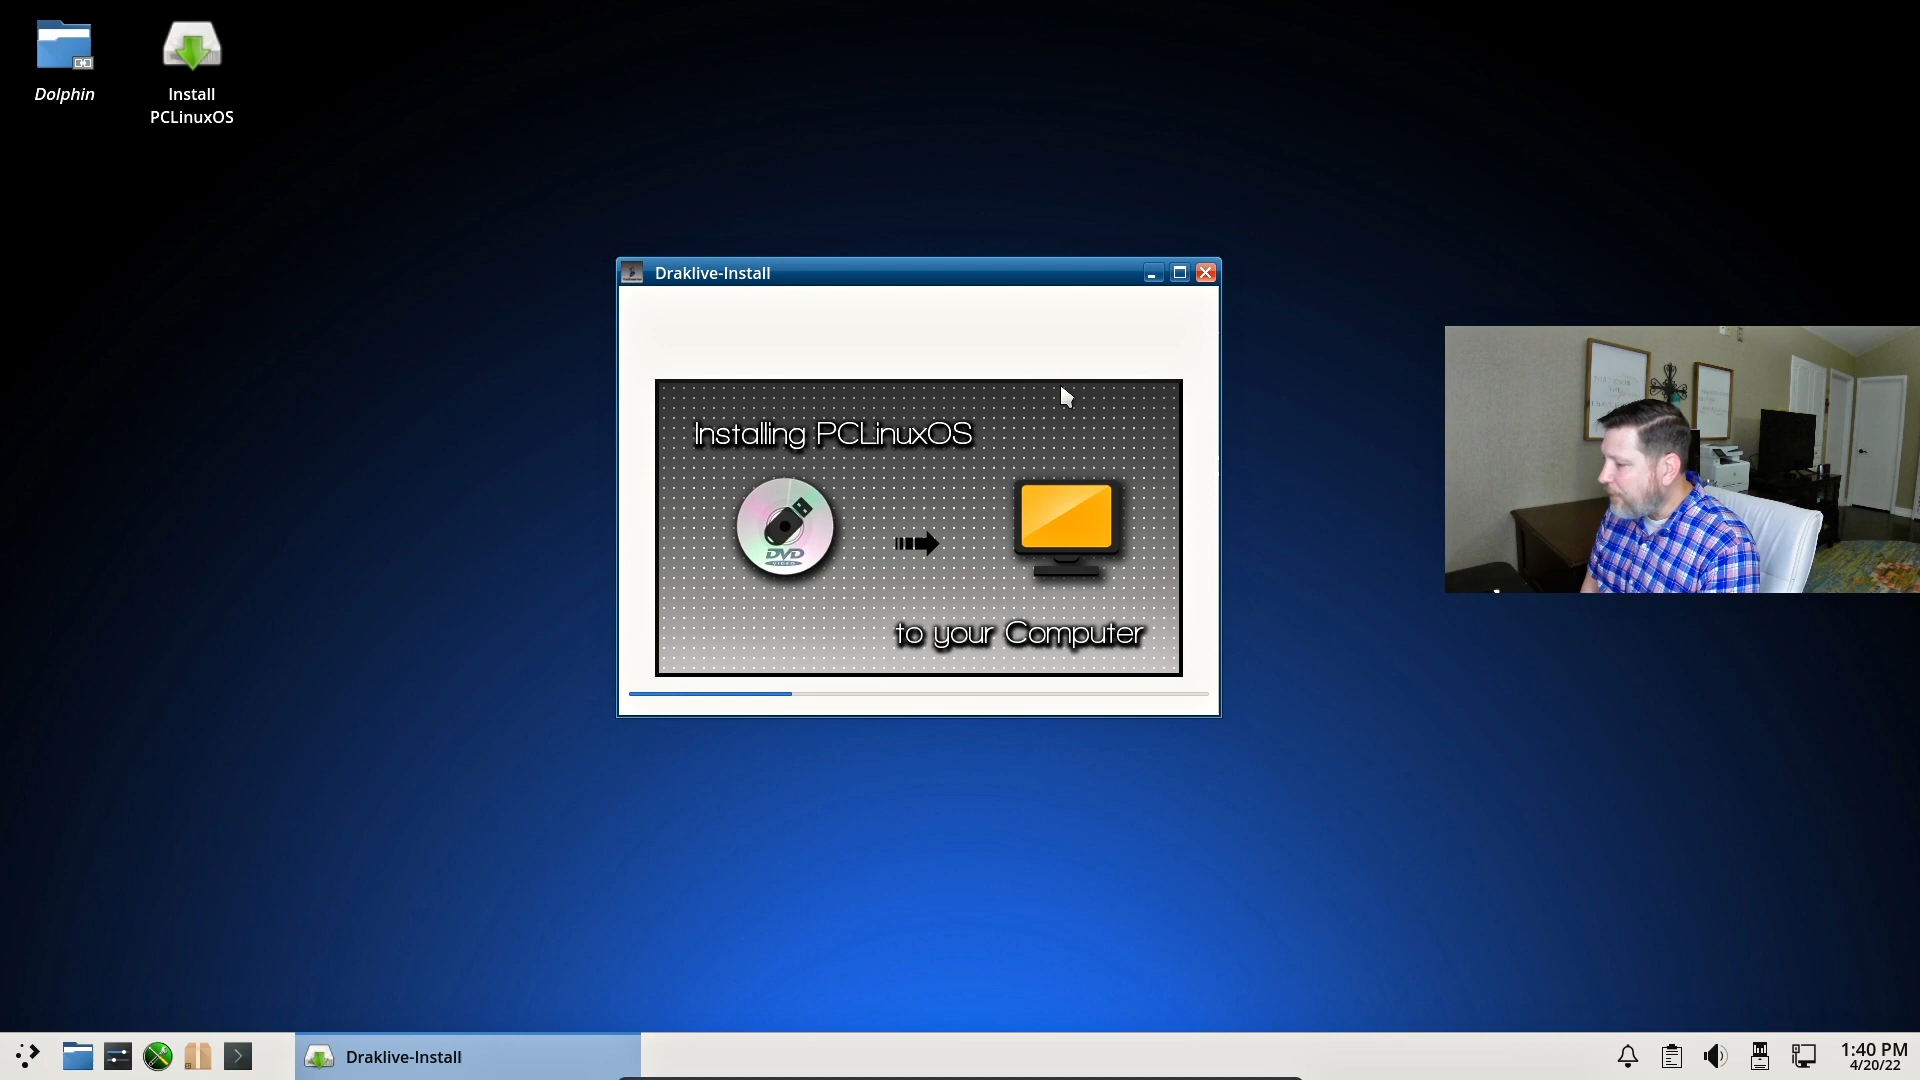 Dolphin
Install
PCLinuxOS
Draklive-Install
Installing PCLinuxOS
DVD
VIDEO
to your Computer
Draklive-Install
1:40 PM
4/20/22